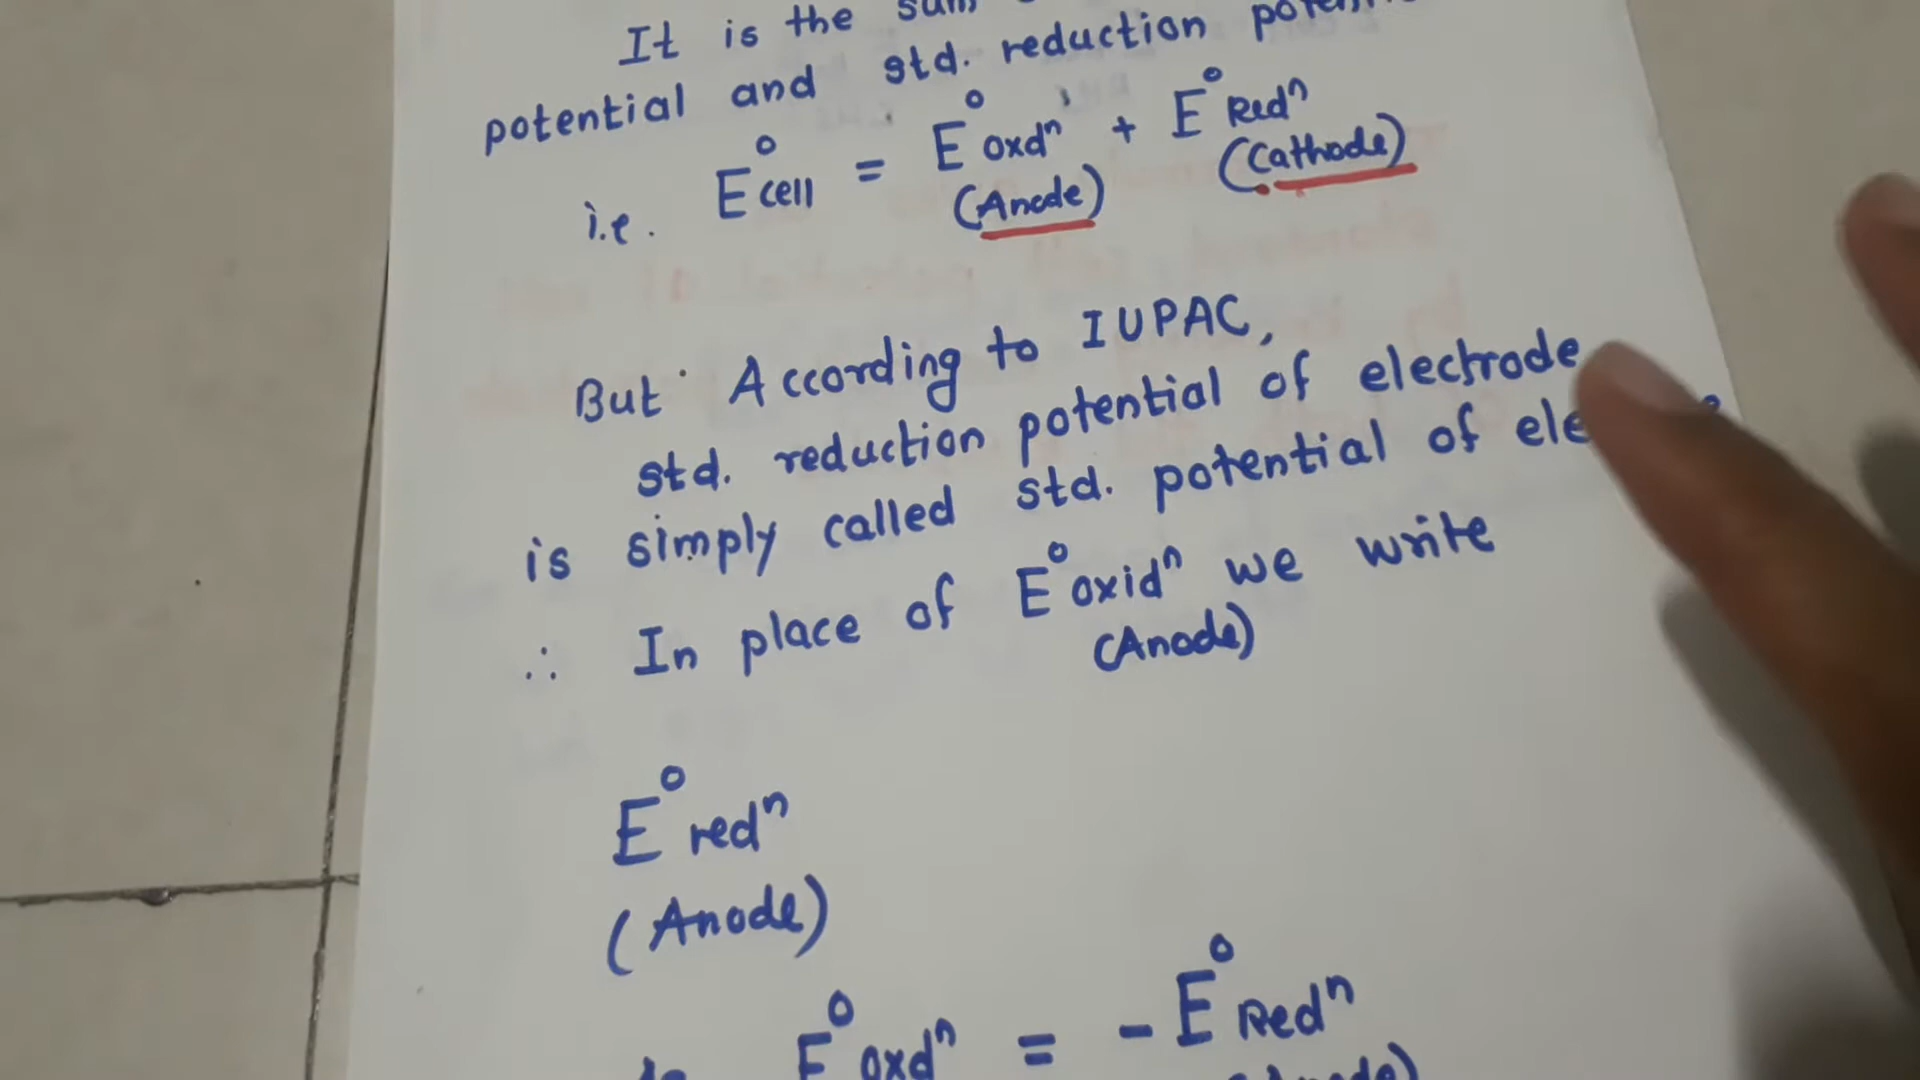 It is the sum
potential and std. reduction
i.e. E°cell = E°oxdⁿ + E°Redⁿ
(Anode) (Cathode)
But According to IUPAC,
std. reduction potential of electrode
is simply called std. potential of
∴ In place of E°oxidⁿ we write
(Anode)
E°redⁿ
(Anode)
E°oxdⁿ = - E°Redⁿ